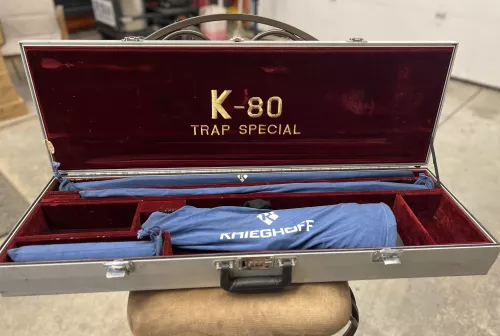 K-80
TRAP SPECIAL
KRIEGHOFF